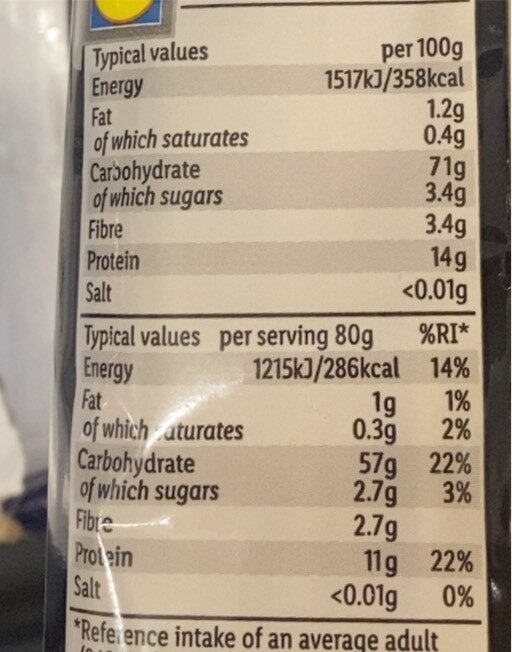 Typical values per 100g
Energy 1517kJ/358kcal
Fat 1.2g
of which saturates 0.4g
Carbohydrate 71g
of which sugars 3.4g
Fibre 3.4g
Protein 14g
Salt <0.01g
Typical values per serving 80g %RI*
Energy 1215kJ/286kcal 14%
Fat 1g 1%
of which saturates 0.3g 2%
Carbohydrate 57g 22%
of which sugars 2.7g 3%
Fibre 2.7g
Protein 11g 22%
Salt <0.01g 0%
*Reference intake of an average adult